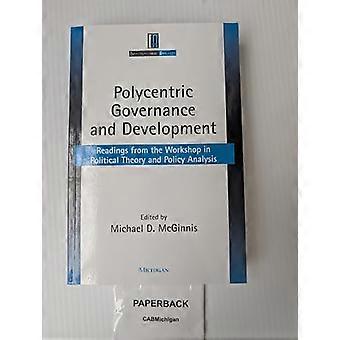 Polycentric
Governance
and Development
Readings from the Workshop in
Political Theory and Policy Analysis
Edited by
Michael D. McGinnis
MICHIGAN
PAPERBACK
CABMichigan